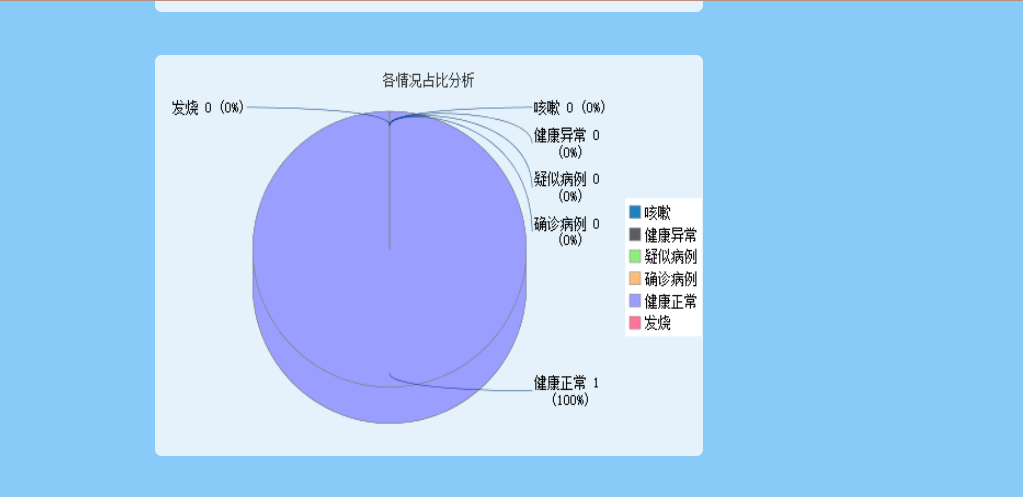 各情况占比分析
发烧 0 (0%)
咳嗽 0 (0%)
健康异常 0
(0%)
疑似病例 0
(0%)
确诊病例 0
(0%)
咳嗽
健康异常
疑似病例
确诊病例
健康正常
发烧
健康正常 1
(100%)